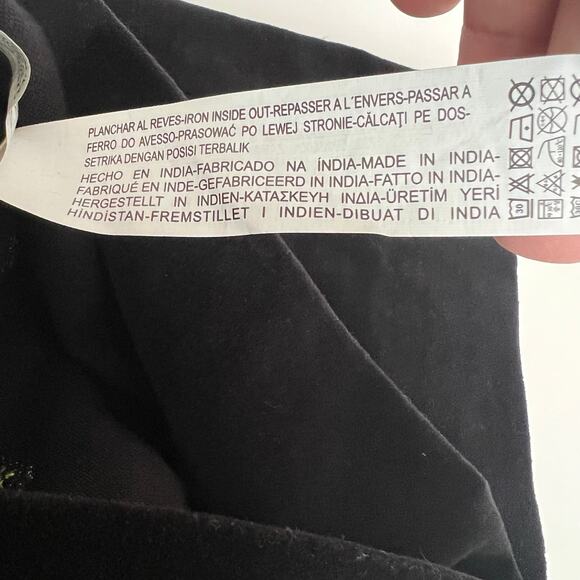 PLANCHAR AL REVES-IRON INSIDE OUT-REPASSER A L´ENVERS-PASSAR A
FERRO DO AVESSO-PRASOWAĆ PO LEWEJ STRONIE-CĂLCAŢI PE DOS-
SETRIKA DENGAN POSISI TERBALIK
HECHO EN INDIA-FABRICADO NA ÍNDIA-MADE IN INDIA-
FABRIQUÉ EN INDE-GEFABRICEERD IN INDIA-FATTO IN INDIA-
HERGESTELLT IN INDIEN-ΚΑΤΑΣΚΕΥΗ ΙΝΔΙΑ-ÜRETİM YERİ
HİNDİSTAN-FREMSTILLET I INDIEN-DIBUAT DI INDIA